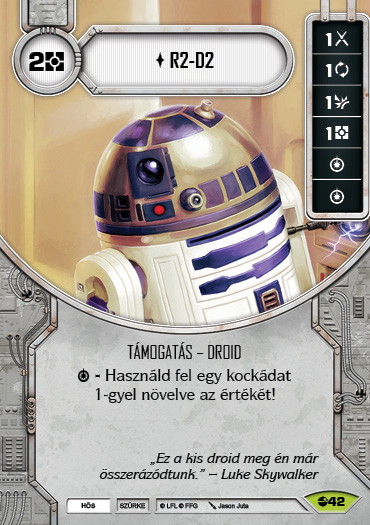 2
R2-D2
1
1
1
1
TÁMOGATÁS – DROID
- Használd fel egy kockádat
1-gyel növelve az értékét!
„Ez a kis droid meg én már
összerázódtunk.” – Luke Skywalker
HŐS
SZÜRKE
© LFL © FFG
Jason Juta
42